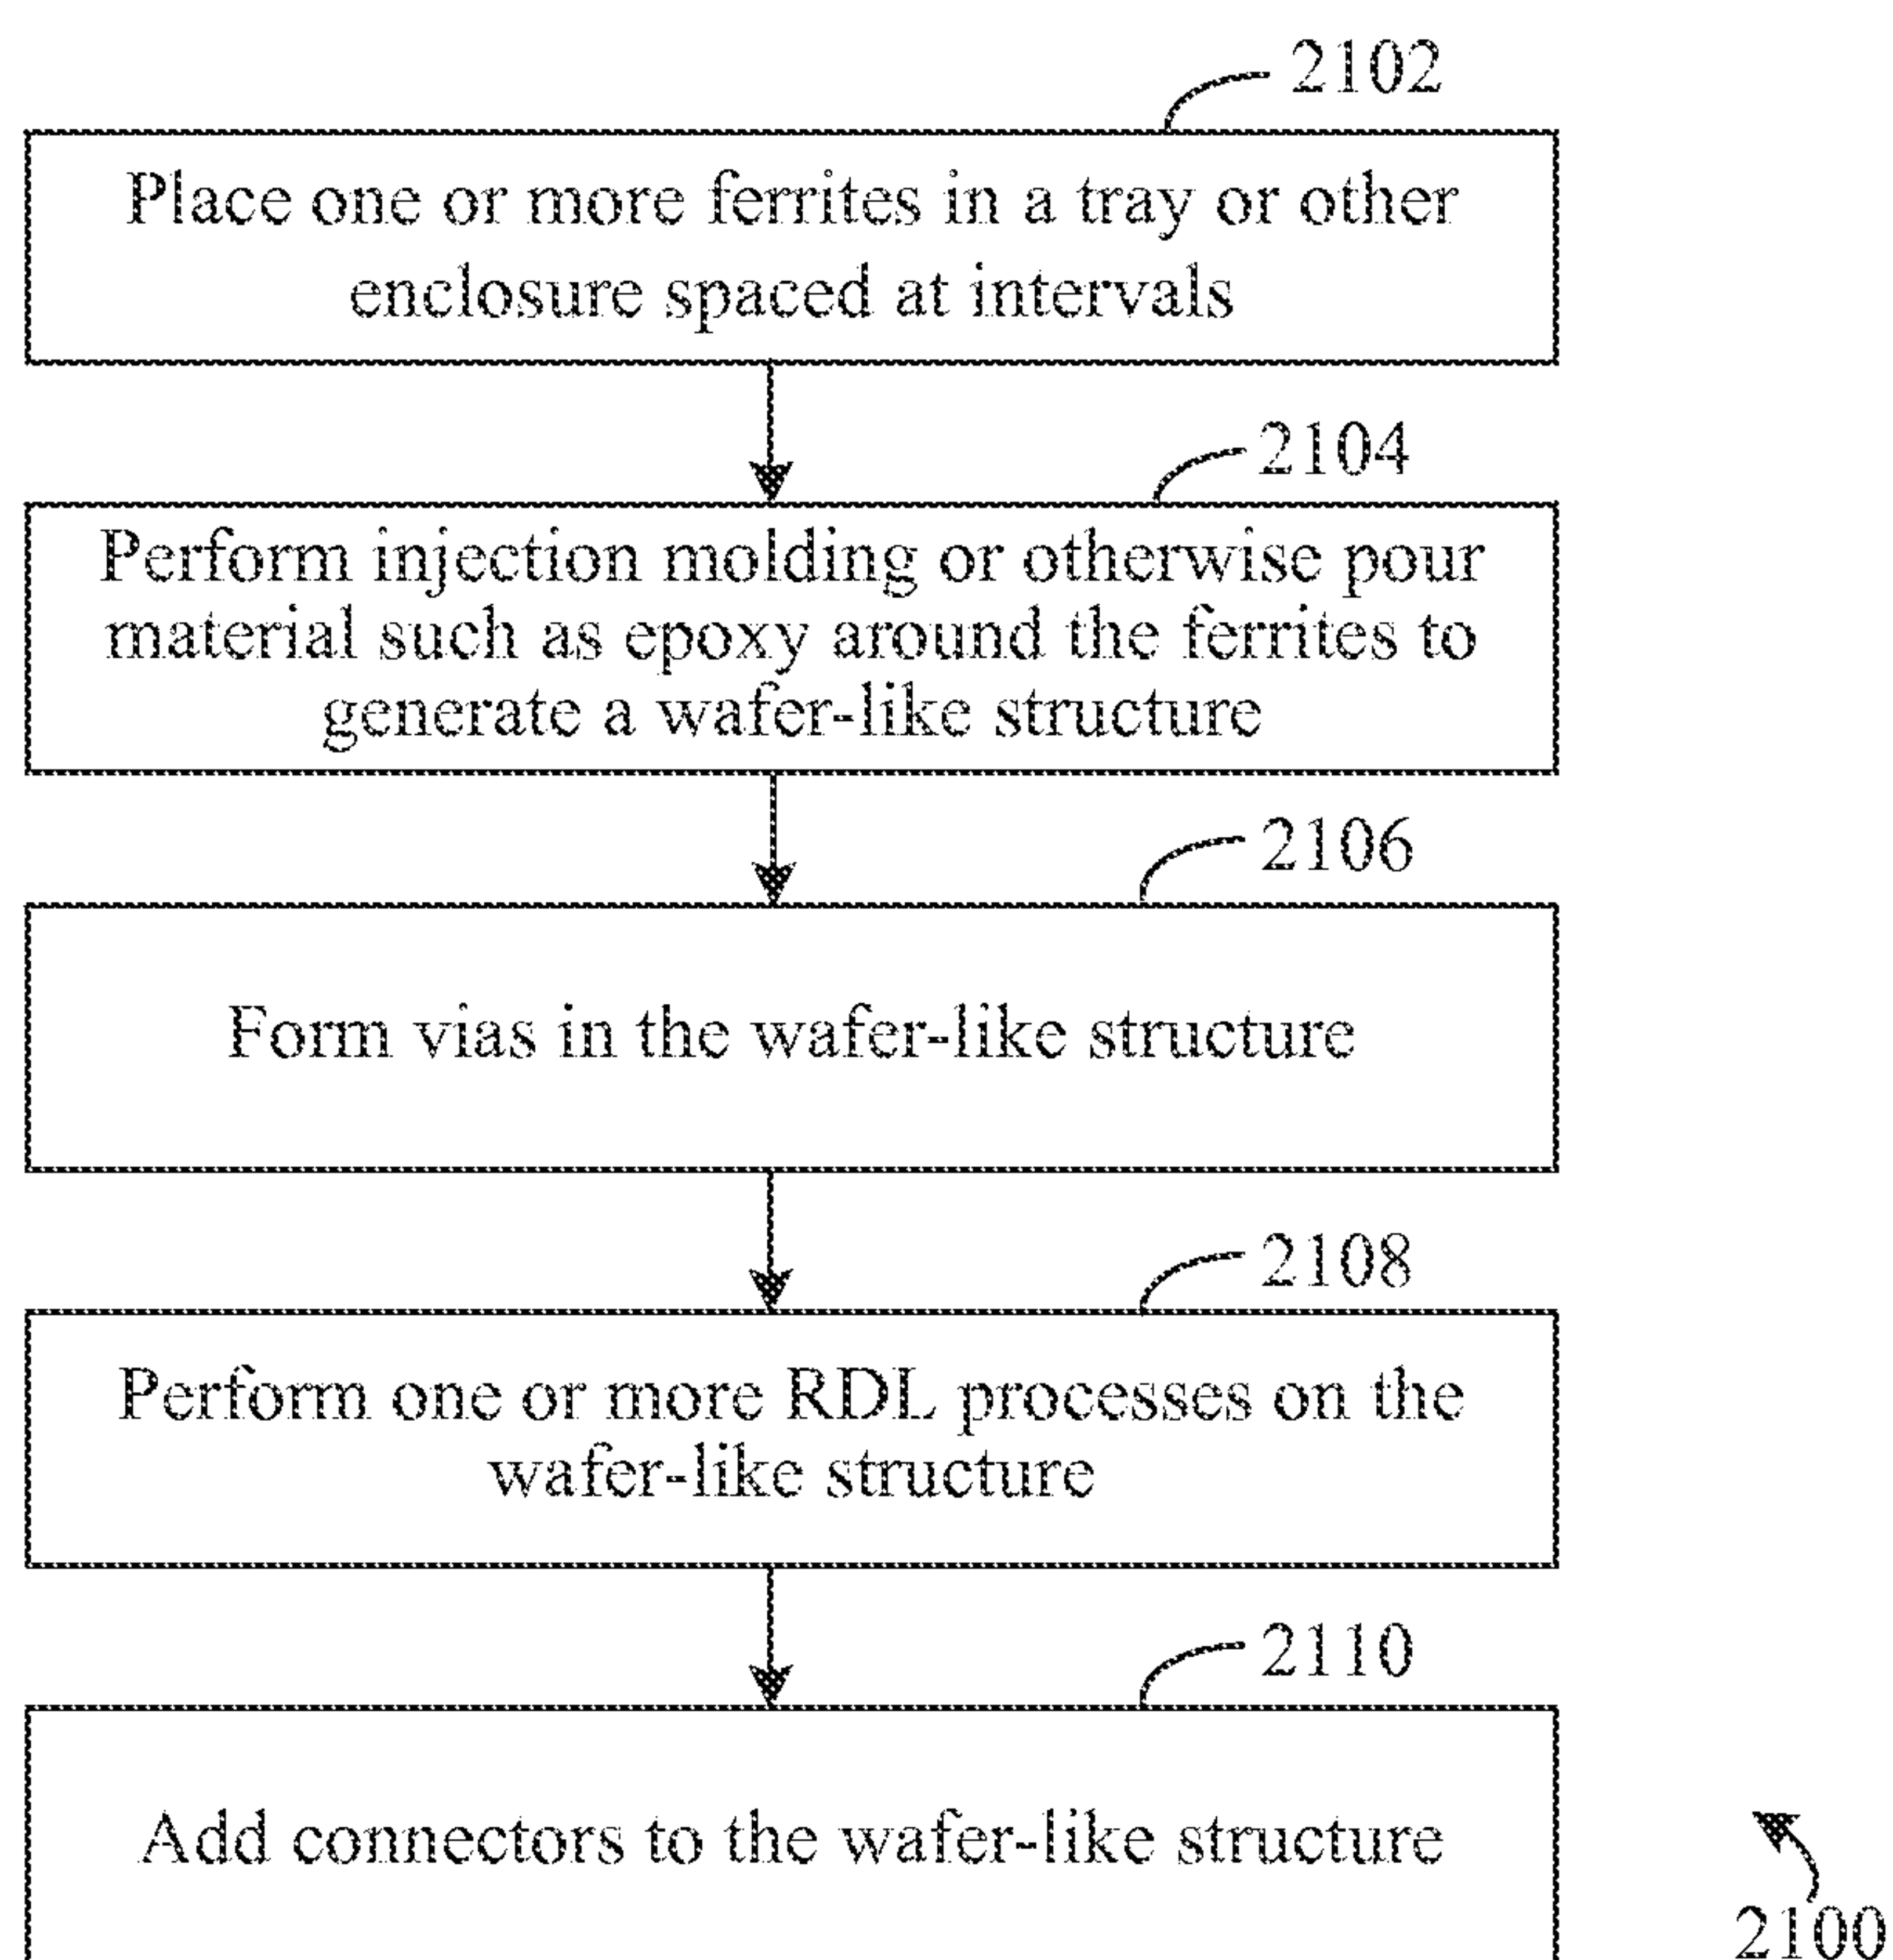 2102
Place one or more ferrites in a tray or other
enclosure spaced at intervals
2104
Perform injection molding or otherwise pour
material such as epoxy around the ferrites to
generate a wafer-like structure
2106
Form vias in the wafer-like structure
2108
Perform one or more RDL processes on the
wafer-like structure
2110
Add connectors to the wafer-like structure
2100